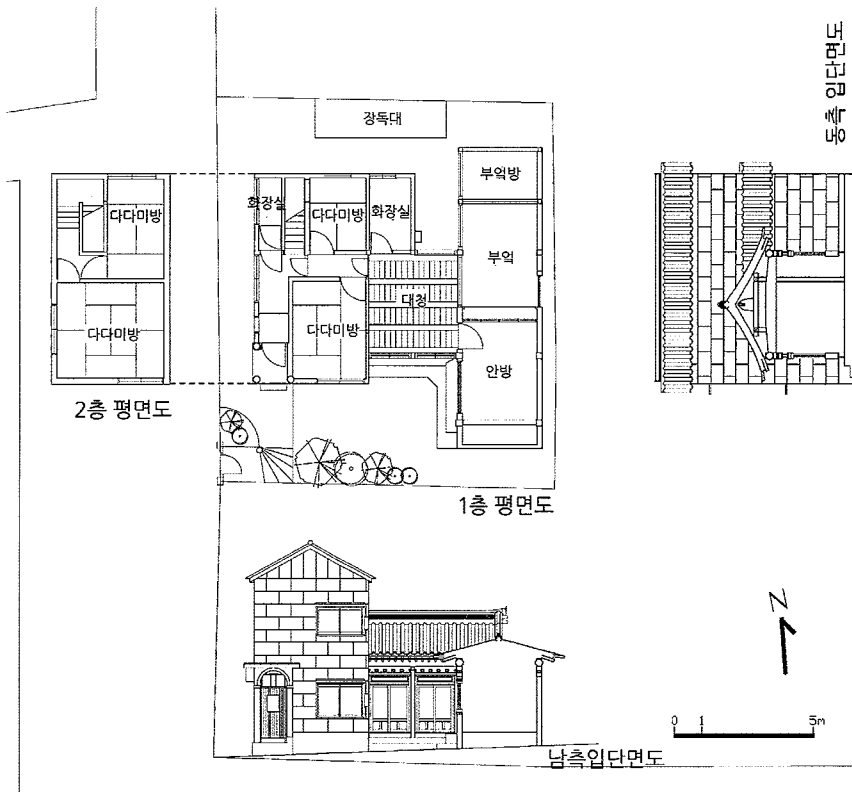 동측 입단면도
장독대
부엌방
다다미방
화장실
다다미방
화장실
부엌
대청
다다미방
다다미방
안방
2층 평면도
1층 평면도
N
0 1 5m
남측입단면도